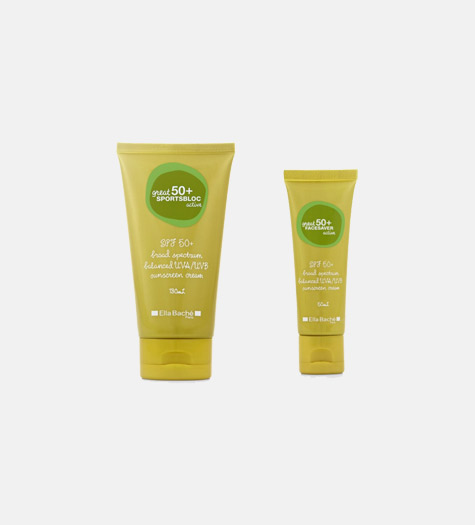 great 50+
SPORTSBLOC
active
SPF 50+
broad spectrum
balanced UVA/UVB
sunscreen cream
Ella Baché
great 50+
FACESAVER
active
SPF 50+
broad spectrum
balanced UVA/UVB
sunscreen cream
Ella Baché